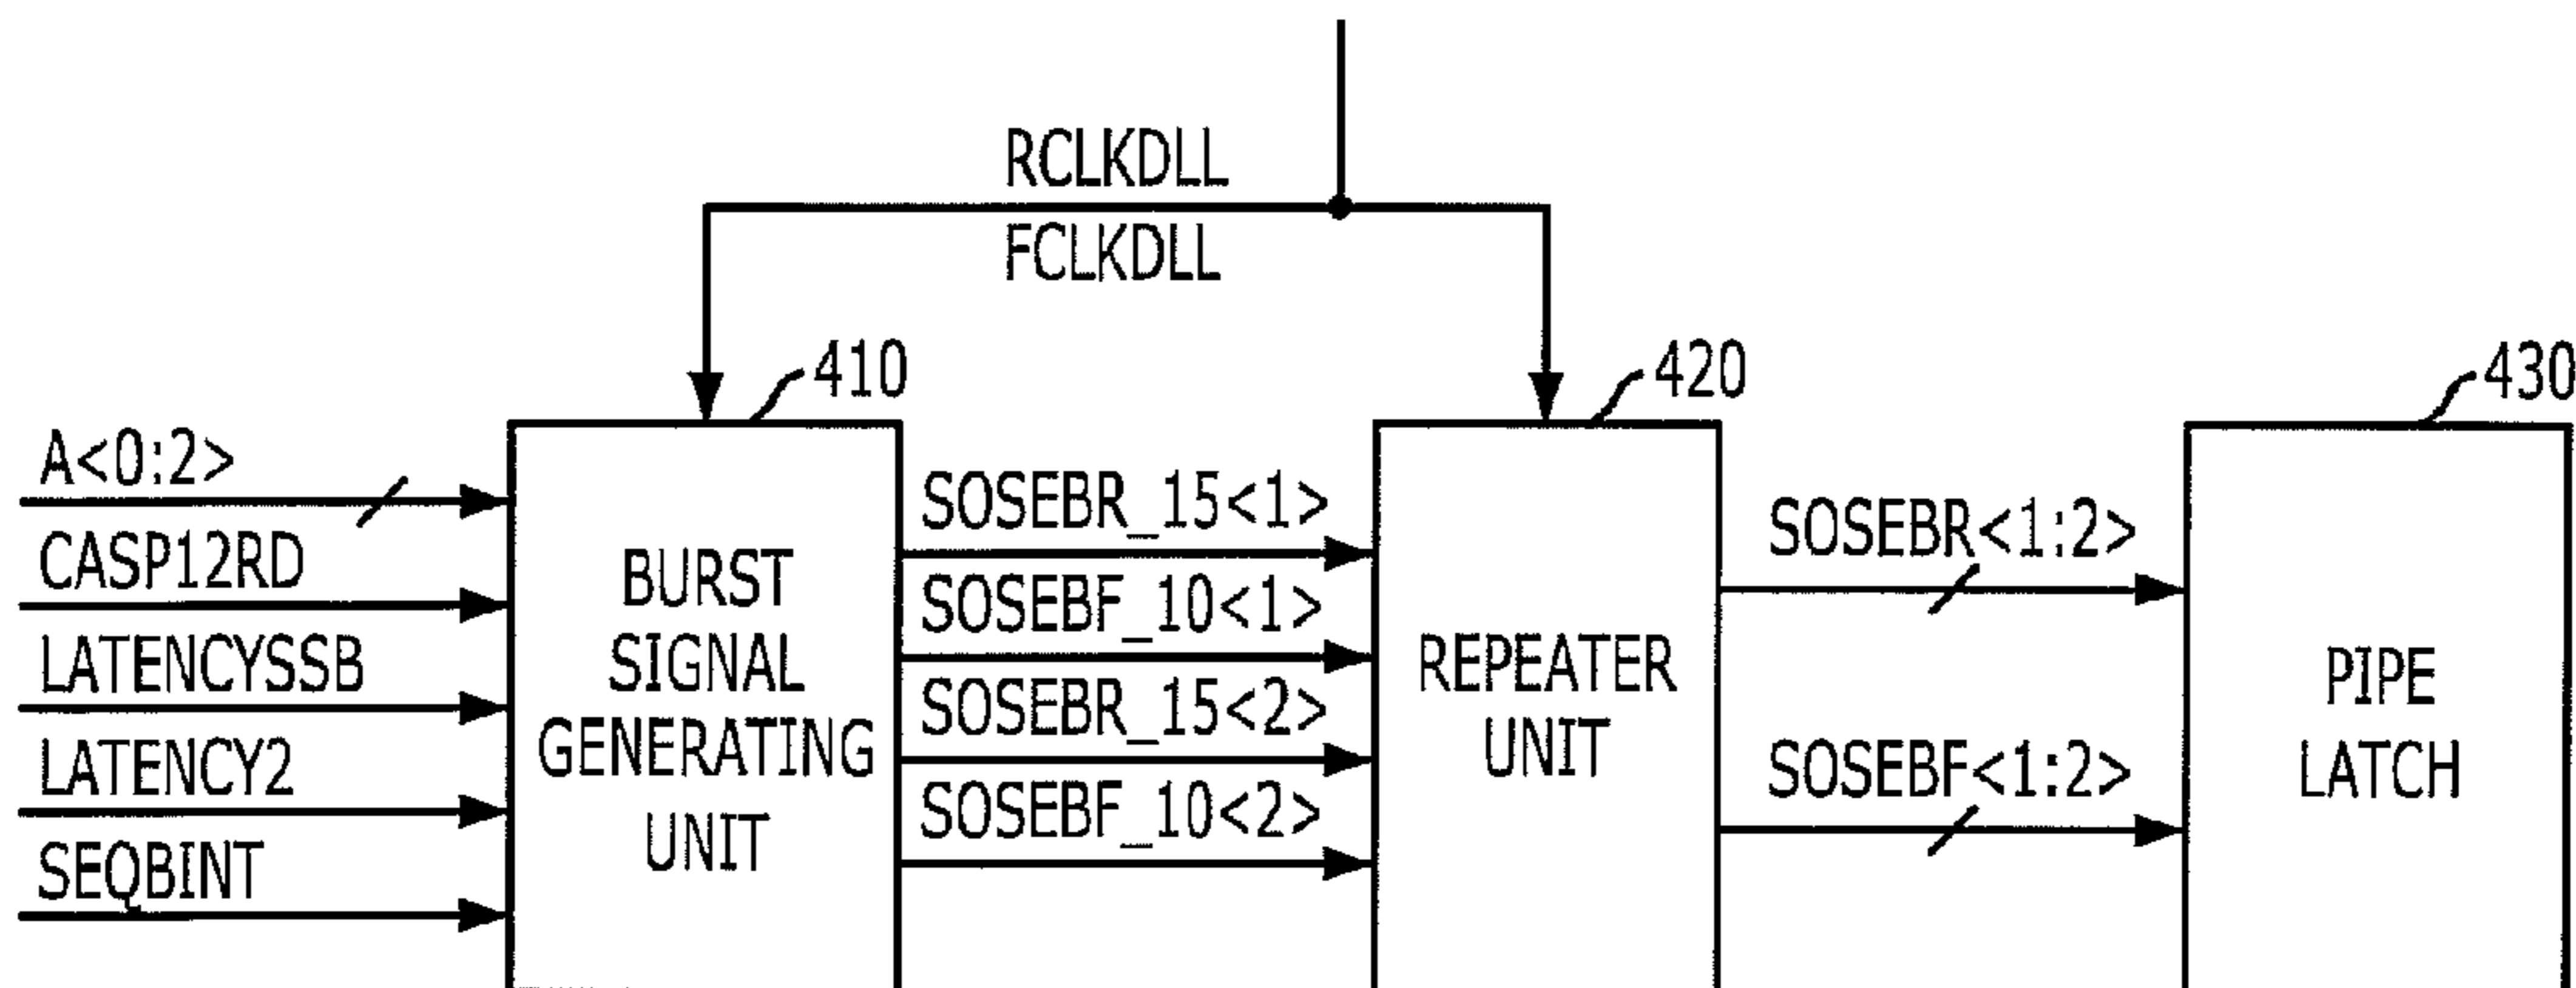 RCLKDLL
FCLKDLL
410
420
430
A<0:2>
CASP12RD
LATENCYSSB
LATENCY2
SEQBINT
BURST
SIGNAL
GENERATING
UNIT
SOSEBR_15<1>
SOSEBF_10<1>
SOSEBR_15<2>
SOSEBF_10<2>
REPEATER
UNIT
SOSEBR<1:2>
SOSEBF<1:2>
PIPE
LATCH